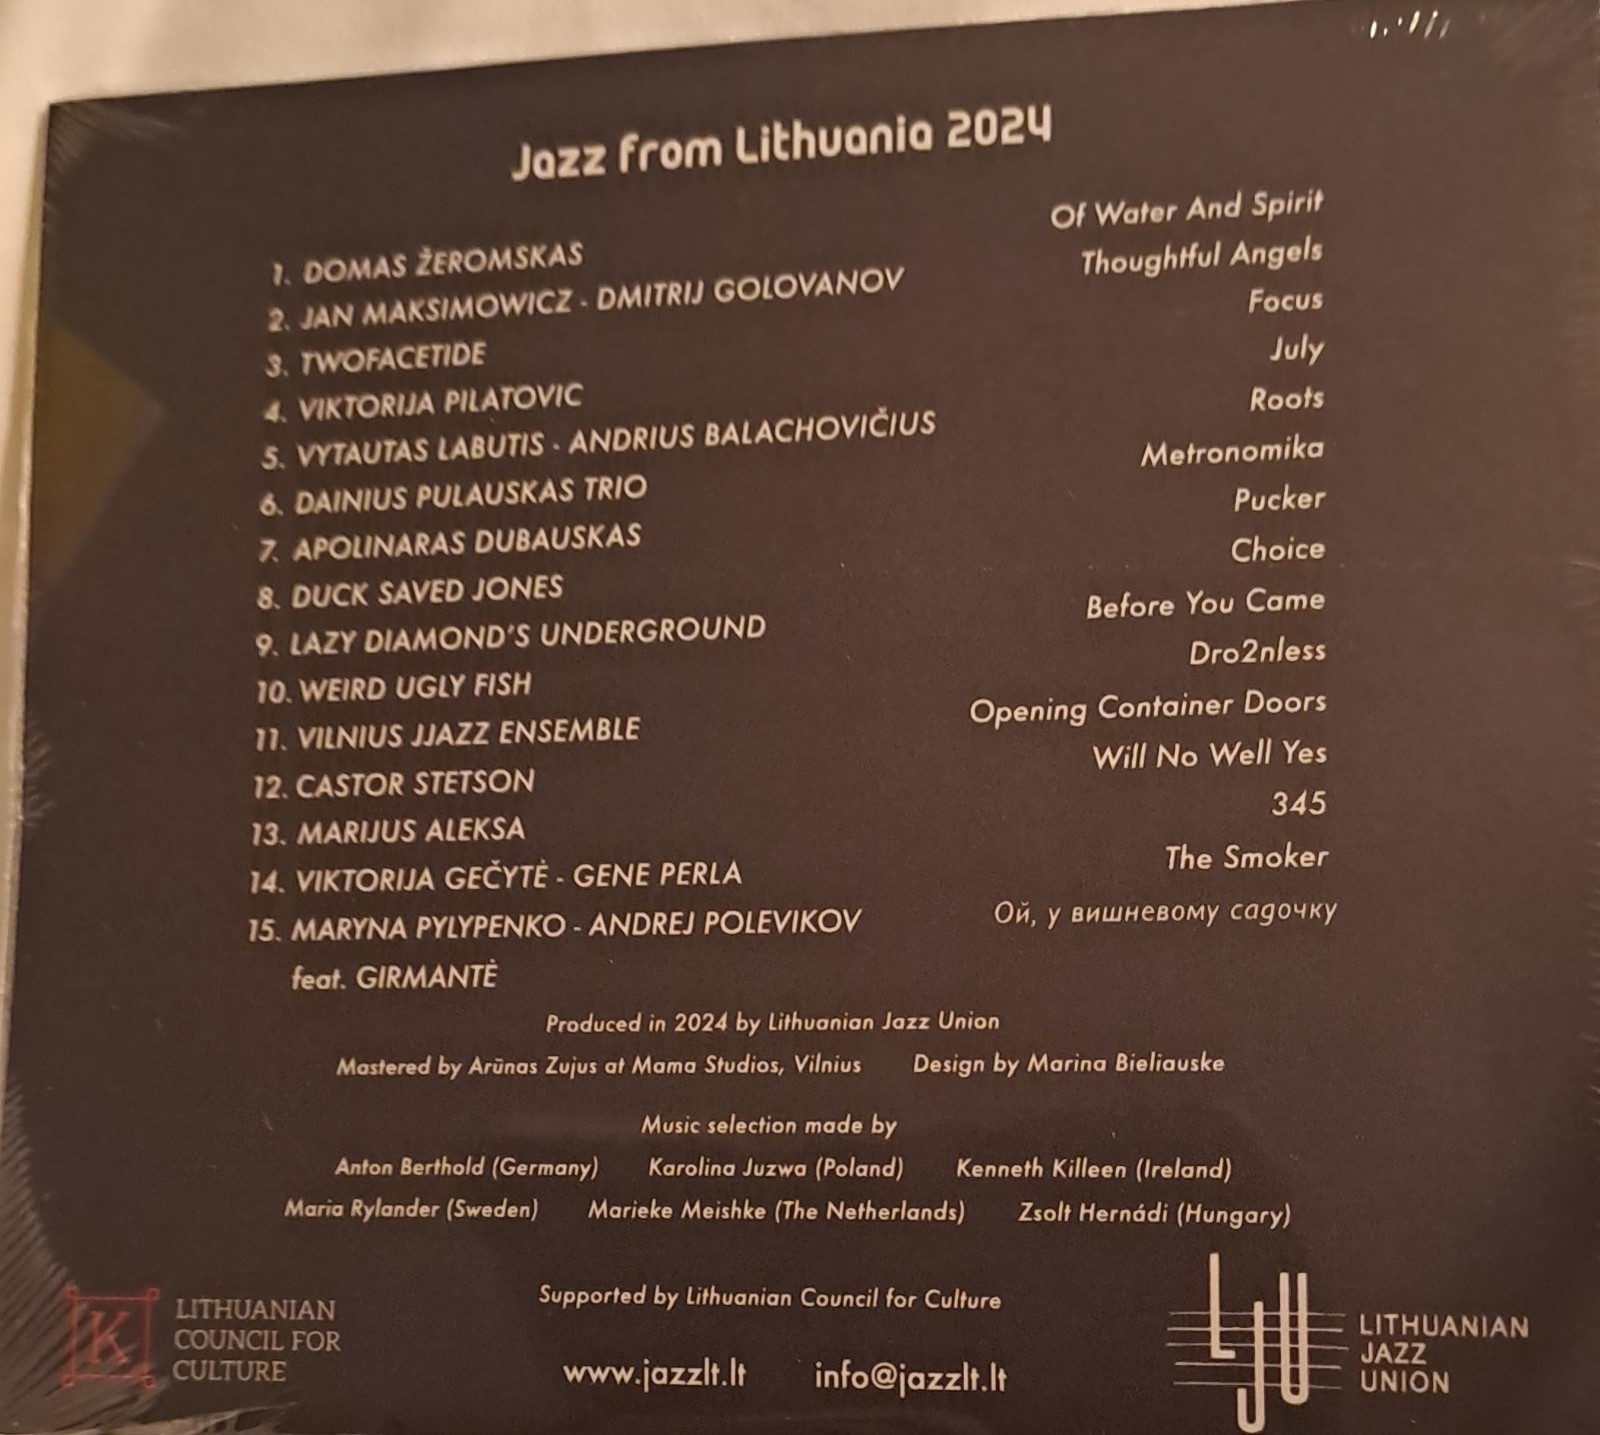 Jazz from Lithuania 2024
1. DOMAS ŽEROMSKAS Of Water And Spirit
2. JAN MAKSIMOWICZ - DMITRIJ GOLOVANOV Thoughtful Angels
3. TWOFACETIDE Focus
4. VIKTORIJA PILATOVIC July
5. VYTAUTAS LABUTIS - ANDRIUS BALACHOVIČIUS Roots
6. DAINIUS PULAUSKAS TRIO Metronomika
7. APOLINARAS DUBAUSKAS Pucker
8. DUCK SAVED JONES Choice
9. LAZY DIAMOND'S UNDERGROUND Before You Came
10. WEIRD UGLY FISH Dro2nless
11. VILNIUS JJAZZ ENSEMBLE Opening Container Doors
12. CASTOR STETSON Will No Well Yes
13. MARIJUS ALEKSA 345
14. VIKTORIJA GEČYTĖ - GENE PERLA The Smoker
15. MARYNA PYLYPENKO - ANDREJ POLEVIKOV Ой, у вишневому садочку
feat. GIRMANTĖ
Produced in 2024 by Lithuanian Jazz Union
Mastered by Arūnas Zujus at Mama Studios, Vilnius Design by Marina Bieliauske
Music selection made by
Anton Berthold (Germany) Karolina Juzwa (Poland) Kenneth Killeen (Ireland)
Maria Rylander (Sweden) Marieke Meishke (The Netherlands) Zsolt Hernádi (Hungary)
Supported by Lithuanian Council for Culture
www.jazzlt.lt info@jazzlt.lt
K
LITHUANIAN
COUNCIL FOR
CULTURE
LJU
LITHUANIAN
JAZZ
UNION